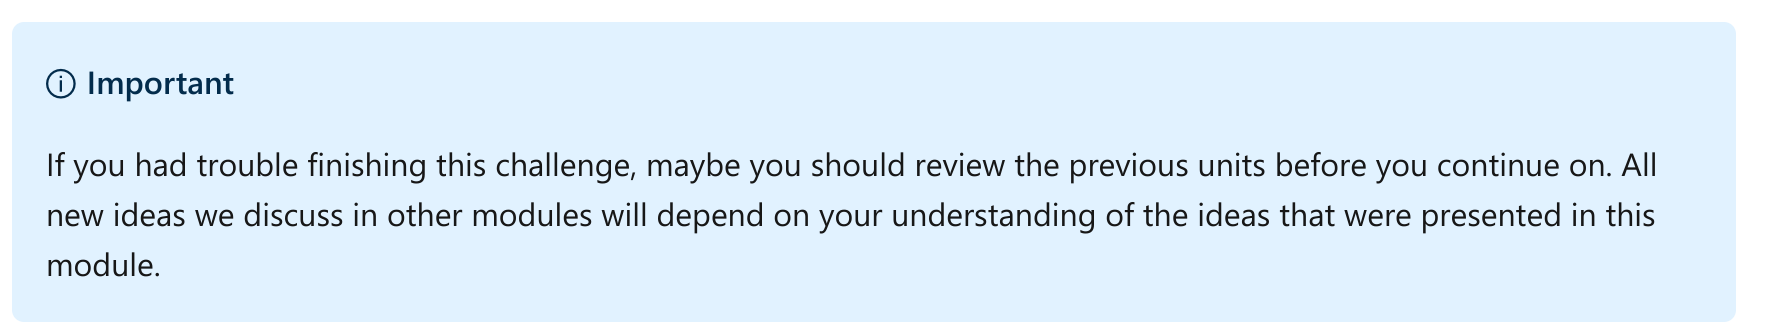 Important
If you had trouble finishing this challenge, maybe you should review the previous units before you continue on. All
new ideas we discuss in other modules will depend on your understanding of the ideas that were presented in this
module.